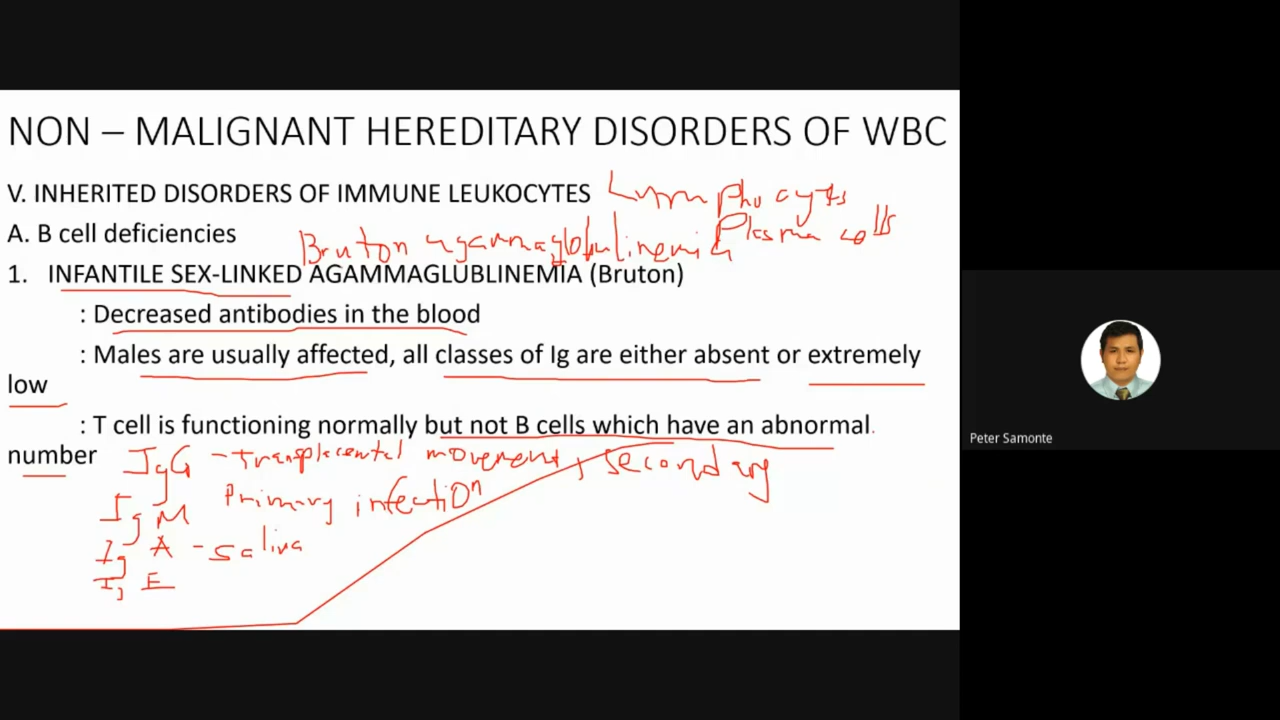 NON – MALIGNANT HEREDITARY DISORDERS OF WBC
V. INHERITED DISORDERS OF IMMUNE LEUKOCYTES Lymphocyts
A. B cell deficiencies Bruton agammaglobulinemia Plasma cells
1. INFANTILE SEX-LINKED AGAMMAGLUBLINEMIA (Bruton)
: Decreased antibodies in the blood
: Males are usually affected, all classes of Ig are either absent or extremely
low
: T cell is functioning normally but not B cells which have an abnormal
number IgG - Transplacental movement, secondary
IgM Primary infection
IgA - saliva
IgE
Peter Samonte